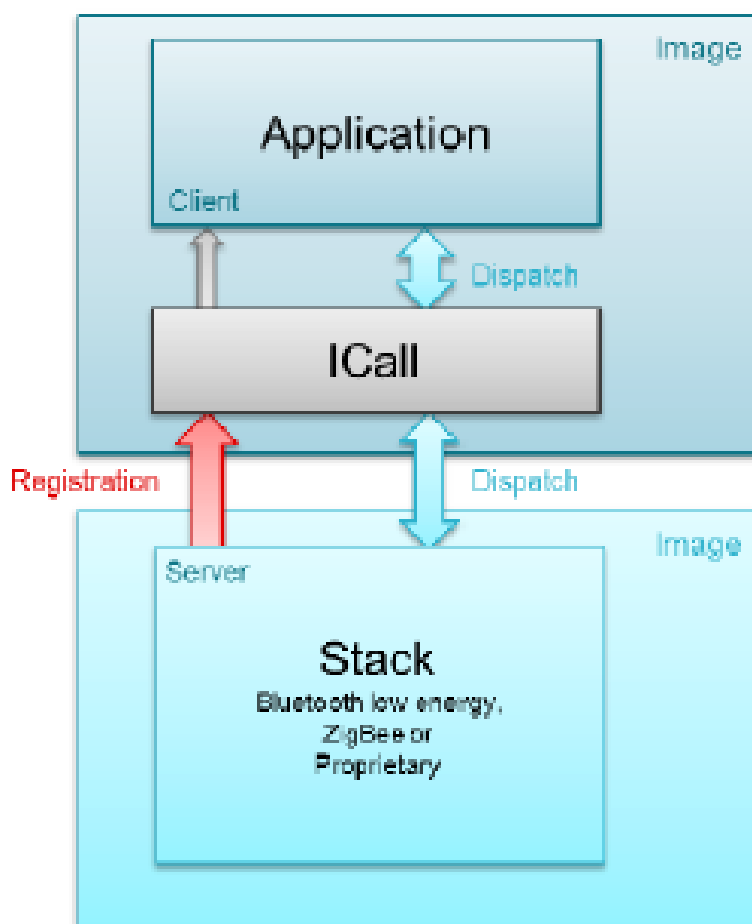 Image
Application
Client
Dispatch
ICall
Registration
Dispatch
Image
Server
Stack
Bluetooth low energy,
ZigBee or
Proprietary